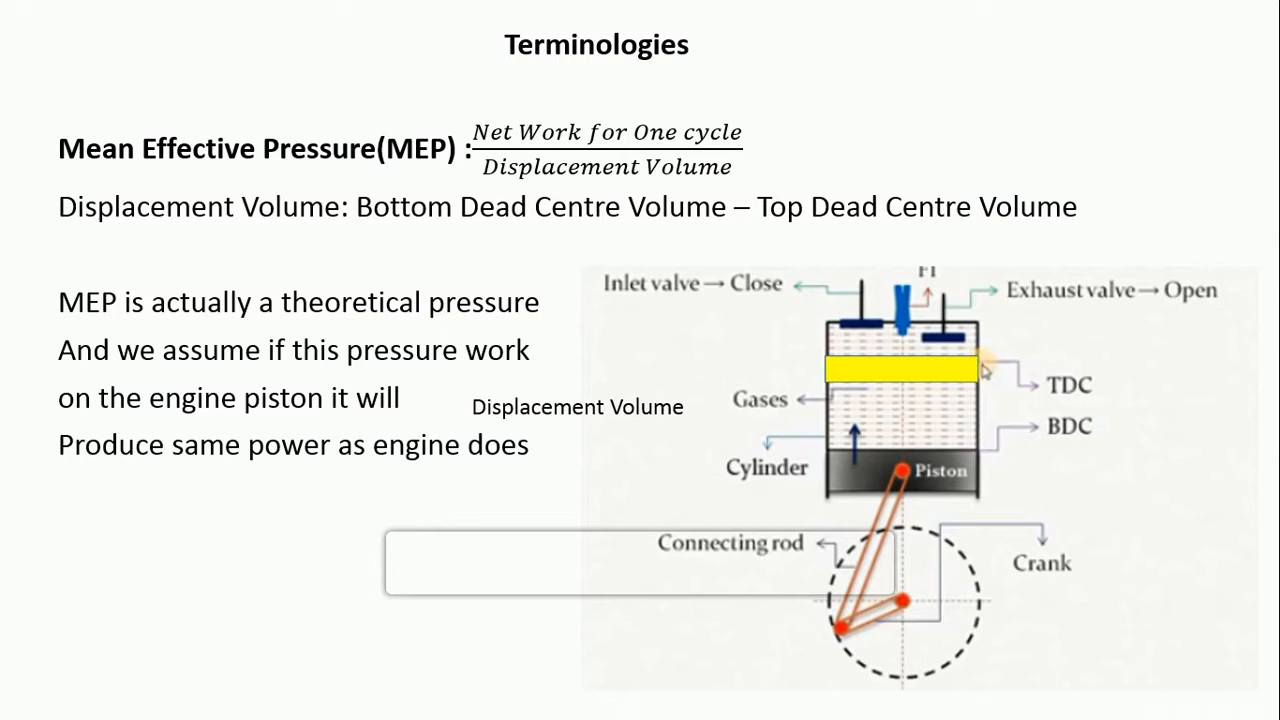 Terminologies
Mean Effective Pressure(MEP) : Net Work for One cycle
Displacement Volume
Displacement Volume: Bottom Dead Centre Volume – Top Dead Centre Volume
MEP is actually a theoretical pressure
And we assume if this pressure work
on the engine piston it will
Produce same power as engine does
Displacement Volume
FI
Inlet valve → Close
Exhaust valve → Open
TDC
Gases
BDC
Cylinder
Piston
Connecting rod
Crank